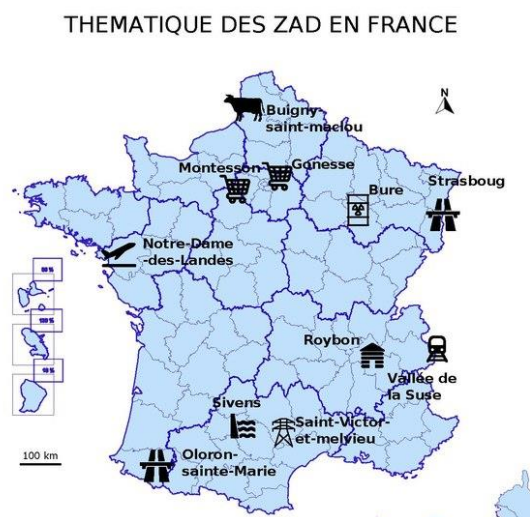 THEMATIQUE DES ZAD EN FRANCE
N
Buigny-
saint-maclou
Montesson
Gonesse
Bure
Strasboug
Notre-Dame
-des-Landes
Roybon
Vallée de
la Suse
Sivens
Saint-Victor-
et-melvieu
Oloron-
sainte-Marie
100 km